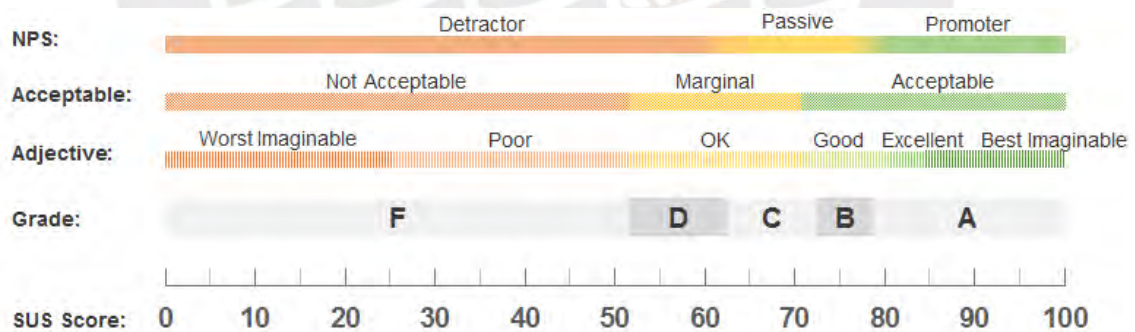 NPS: Detractor Passive Promoter
Acceptable: Not Acceptable Marginal Acceptable
Adjective: Worst Imaginable Poor OK Good Excellent Best Imaginable
Grade: F D C B A
SUS Score: 0 10 20 30 40 50 60 70 80 90 100